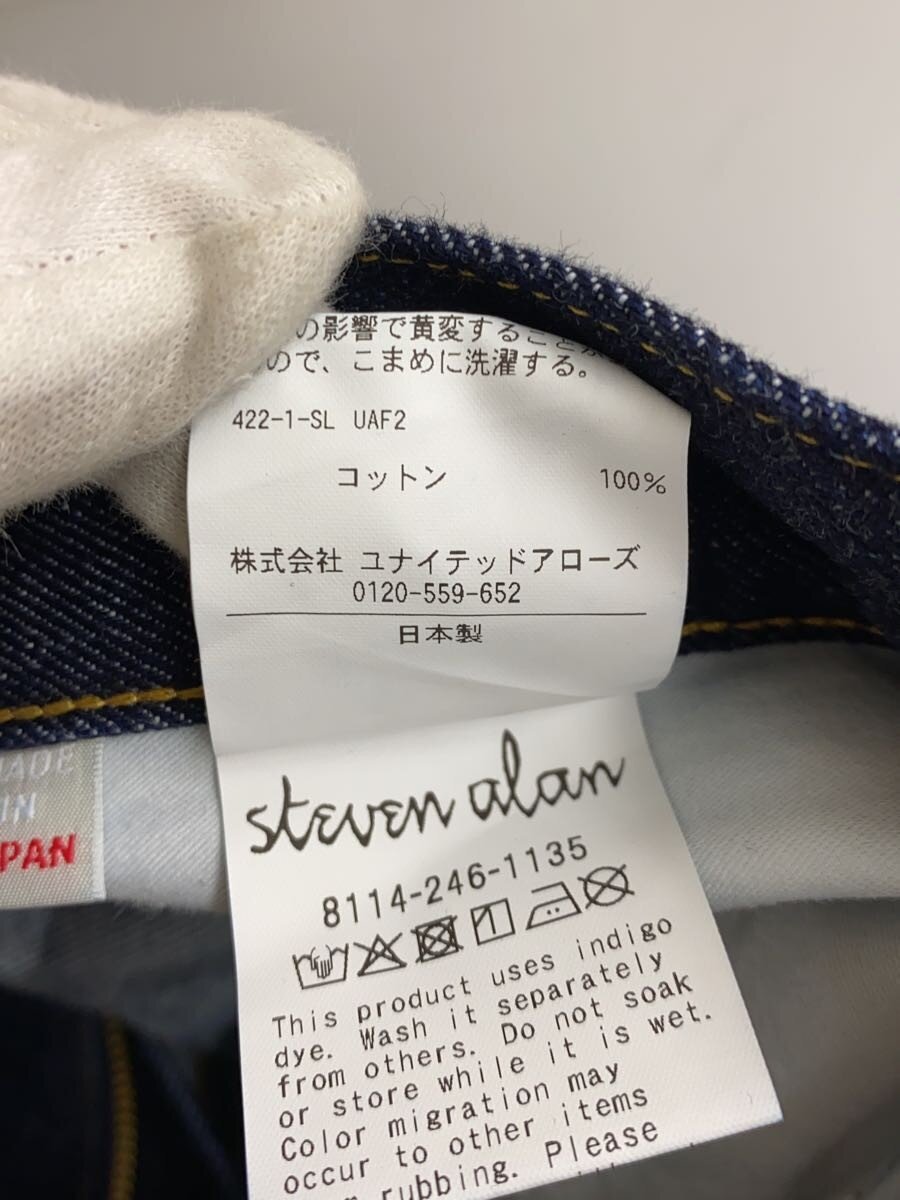 の影響で黄変すること
ので、こまめに洗濯する。
422-1-SL UAF2
コットン 100%
株式会社 ユナイテッドアローズ
0120-559-652
日本製
MADE
IN
JAPAN
steven alan
8114-246-1135
This product uses indigo
dye. Wash it separately
from others. Do not soak
or store while it is wet.
Color migration may
occur to other items
rubbing. Please